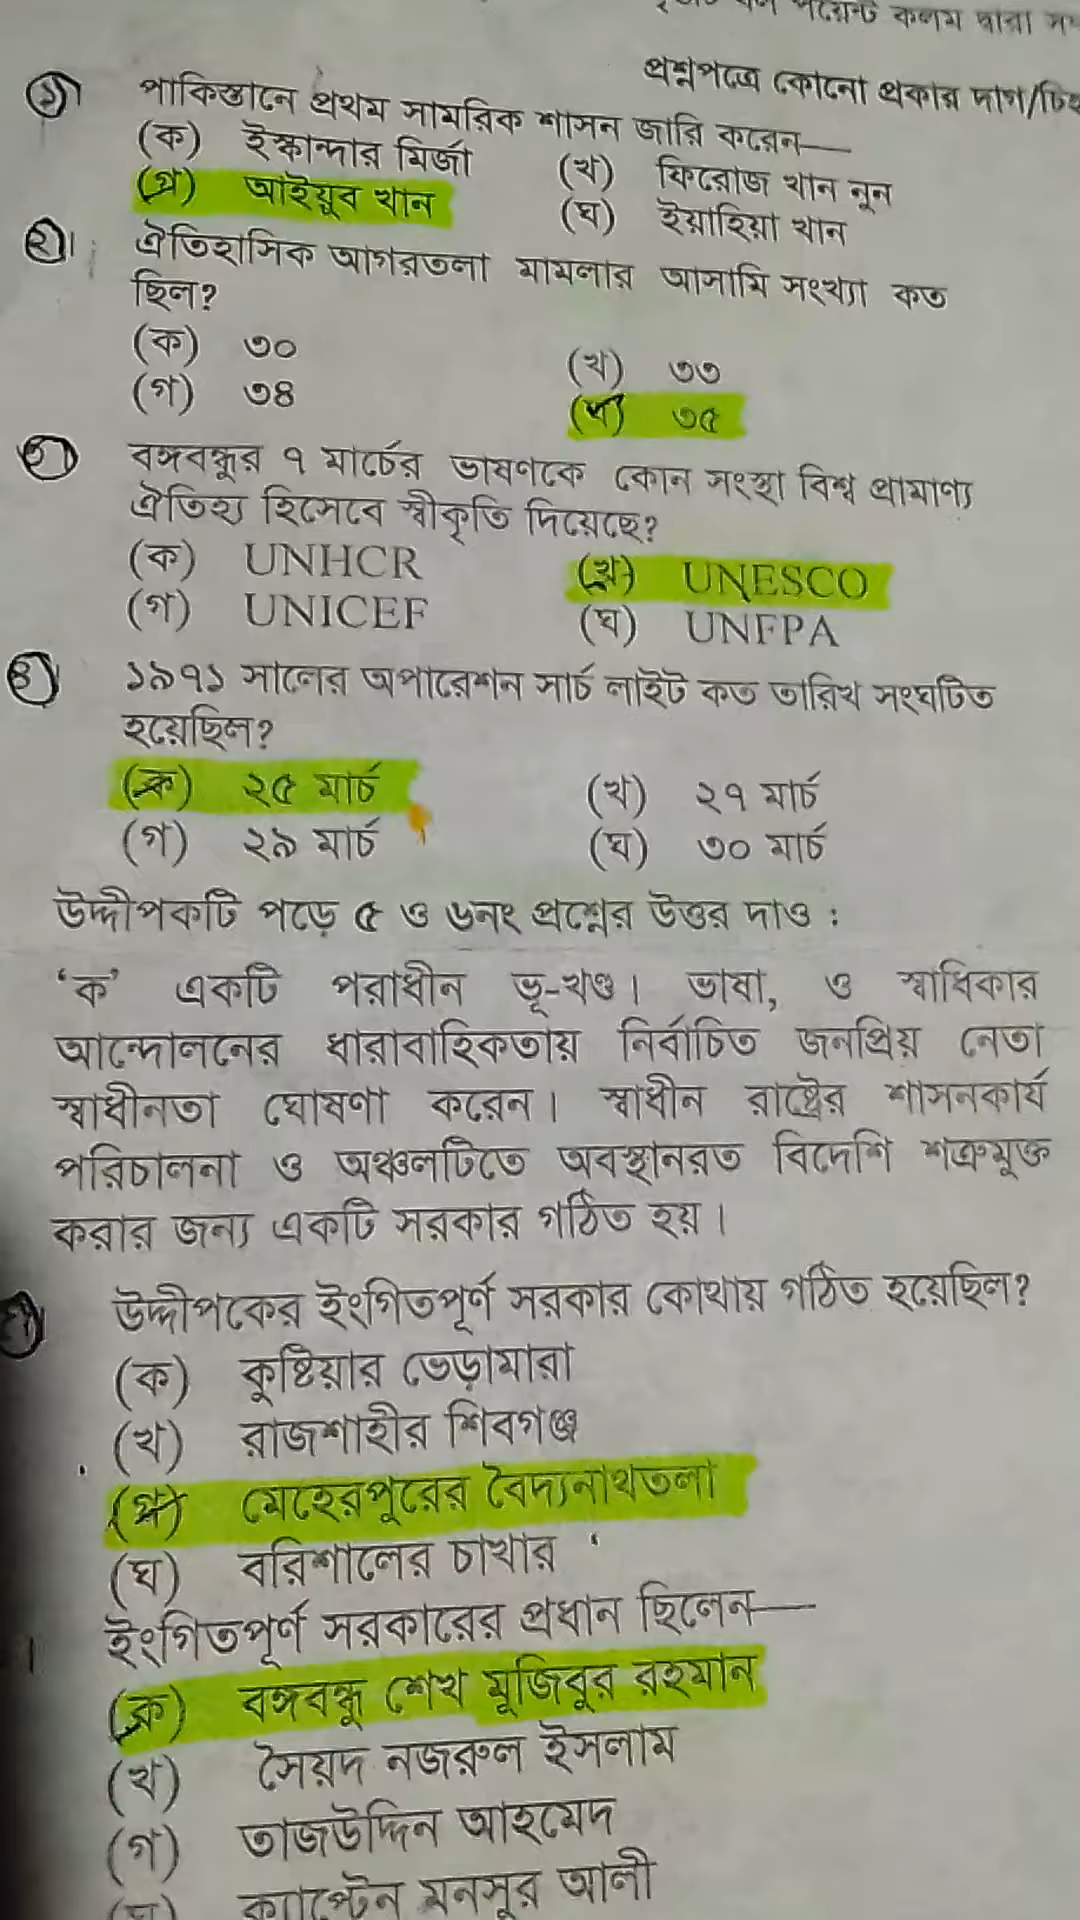 পয়েন্ট কলম দ্বারা
প্রশ্নপত্রে কোনো প্রকার দাগ/চিহ্ন
১। পাকিস্তানে প্রথম সামরিক শাসন জারি করেন—
(ক) ইস্কান্দার মির্জা (খ) ফিরোজ খান নূন
(গ) আইয়ুব খান (ঘ) ইয়াহিয়া খান
২। ঐতিহাসিক আগরতলা মামলার আসামি সংখ্যা কত
ছিল?
(ক) ৩০ (খ) ৩৩
(গ) ৩৪ (ঘ) ৩৫
৩। বঙ্গবন্ধুর ৭ মার্চের ভাষণকে কোন সংস্থা বিশ্ব প্রামাণ্য
ঐতিহ্য হিসেবে স্বীকৃতি দিয়েছে?
(ক) UNHCR (খ) UNESCO
(গ) UNICEF (ঘ) UNFPA
৪। ১৯৭১ সালের অপারেশন সার্চ লাইট কত তারিখ সংঘটিত
হয়েছিল?
(ক) ২৫ মার্চ (খ) ২৭ মার্চ
(গ) ২৯ মার্চ (ঘ) ৩০ মার্চ
উদ্দীপকটি পড়ে ৫ ও ৬নং প্রশ্নের উত্তর দাও :
‘ক’ একটি পরাধীন ভূ-খণ্ড। ভাষা, ও স্বাধিকার
আন্দোলনের ধারাবাহিকতায় নির্বাচিত জনপ্রিয় নেতা
স্বাধীনতা ঘোষণা করেন। স্বাধীন রাষ্ট্রের শাসনকার্য
পরিচালনা ও অঞ্চলটিতে অবস্থানরত বিদেশি শত্রুমুক্ত
করার জন্য একটি সরকার গঠিত হয়।
উদ্দীপকের ইংগিতপূর্ণ সরকার কোথায় গঠিত হয়েছিল?
(ক) কুষ্টিয়ার ভেড়ামারা
(খ) রাজশাহীর শিবগঞ্জ
(গ) মেহেরপুরের বৈদ্যনাথতলা
(ঘ) বরিশালের চাখার
। ইংগিতপূর্ণ সরকারের প্রধান ছিলেন—
(ক) বঙ্গবন্ধু শেখ মুজিবুর রহমান
(খ) সৈয়দ নজরুল ইসলাম
(গ) তাজউদ্দিন আহমেদ
(ঘ) ক্যাপ্টেন মনসুর আলী